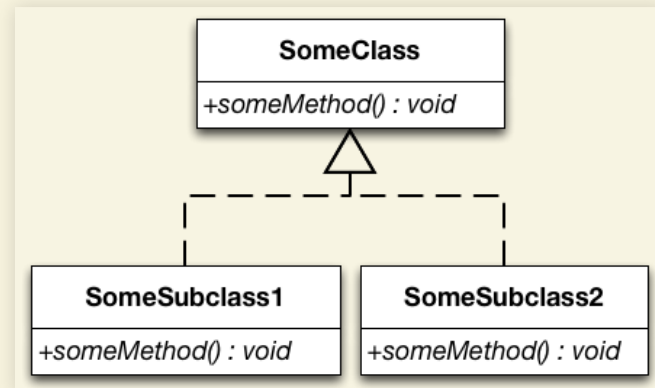 SomeClass
+someMethod() : void
SomeSubclass1
+someMethod() : void
SomeSubclass2
+someMethod() : void